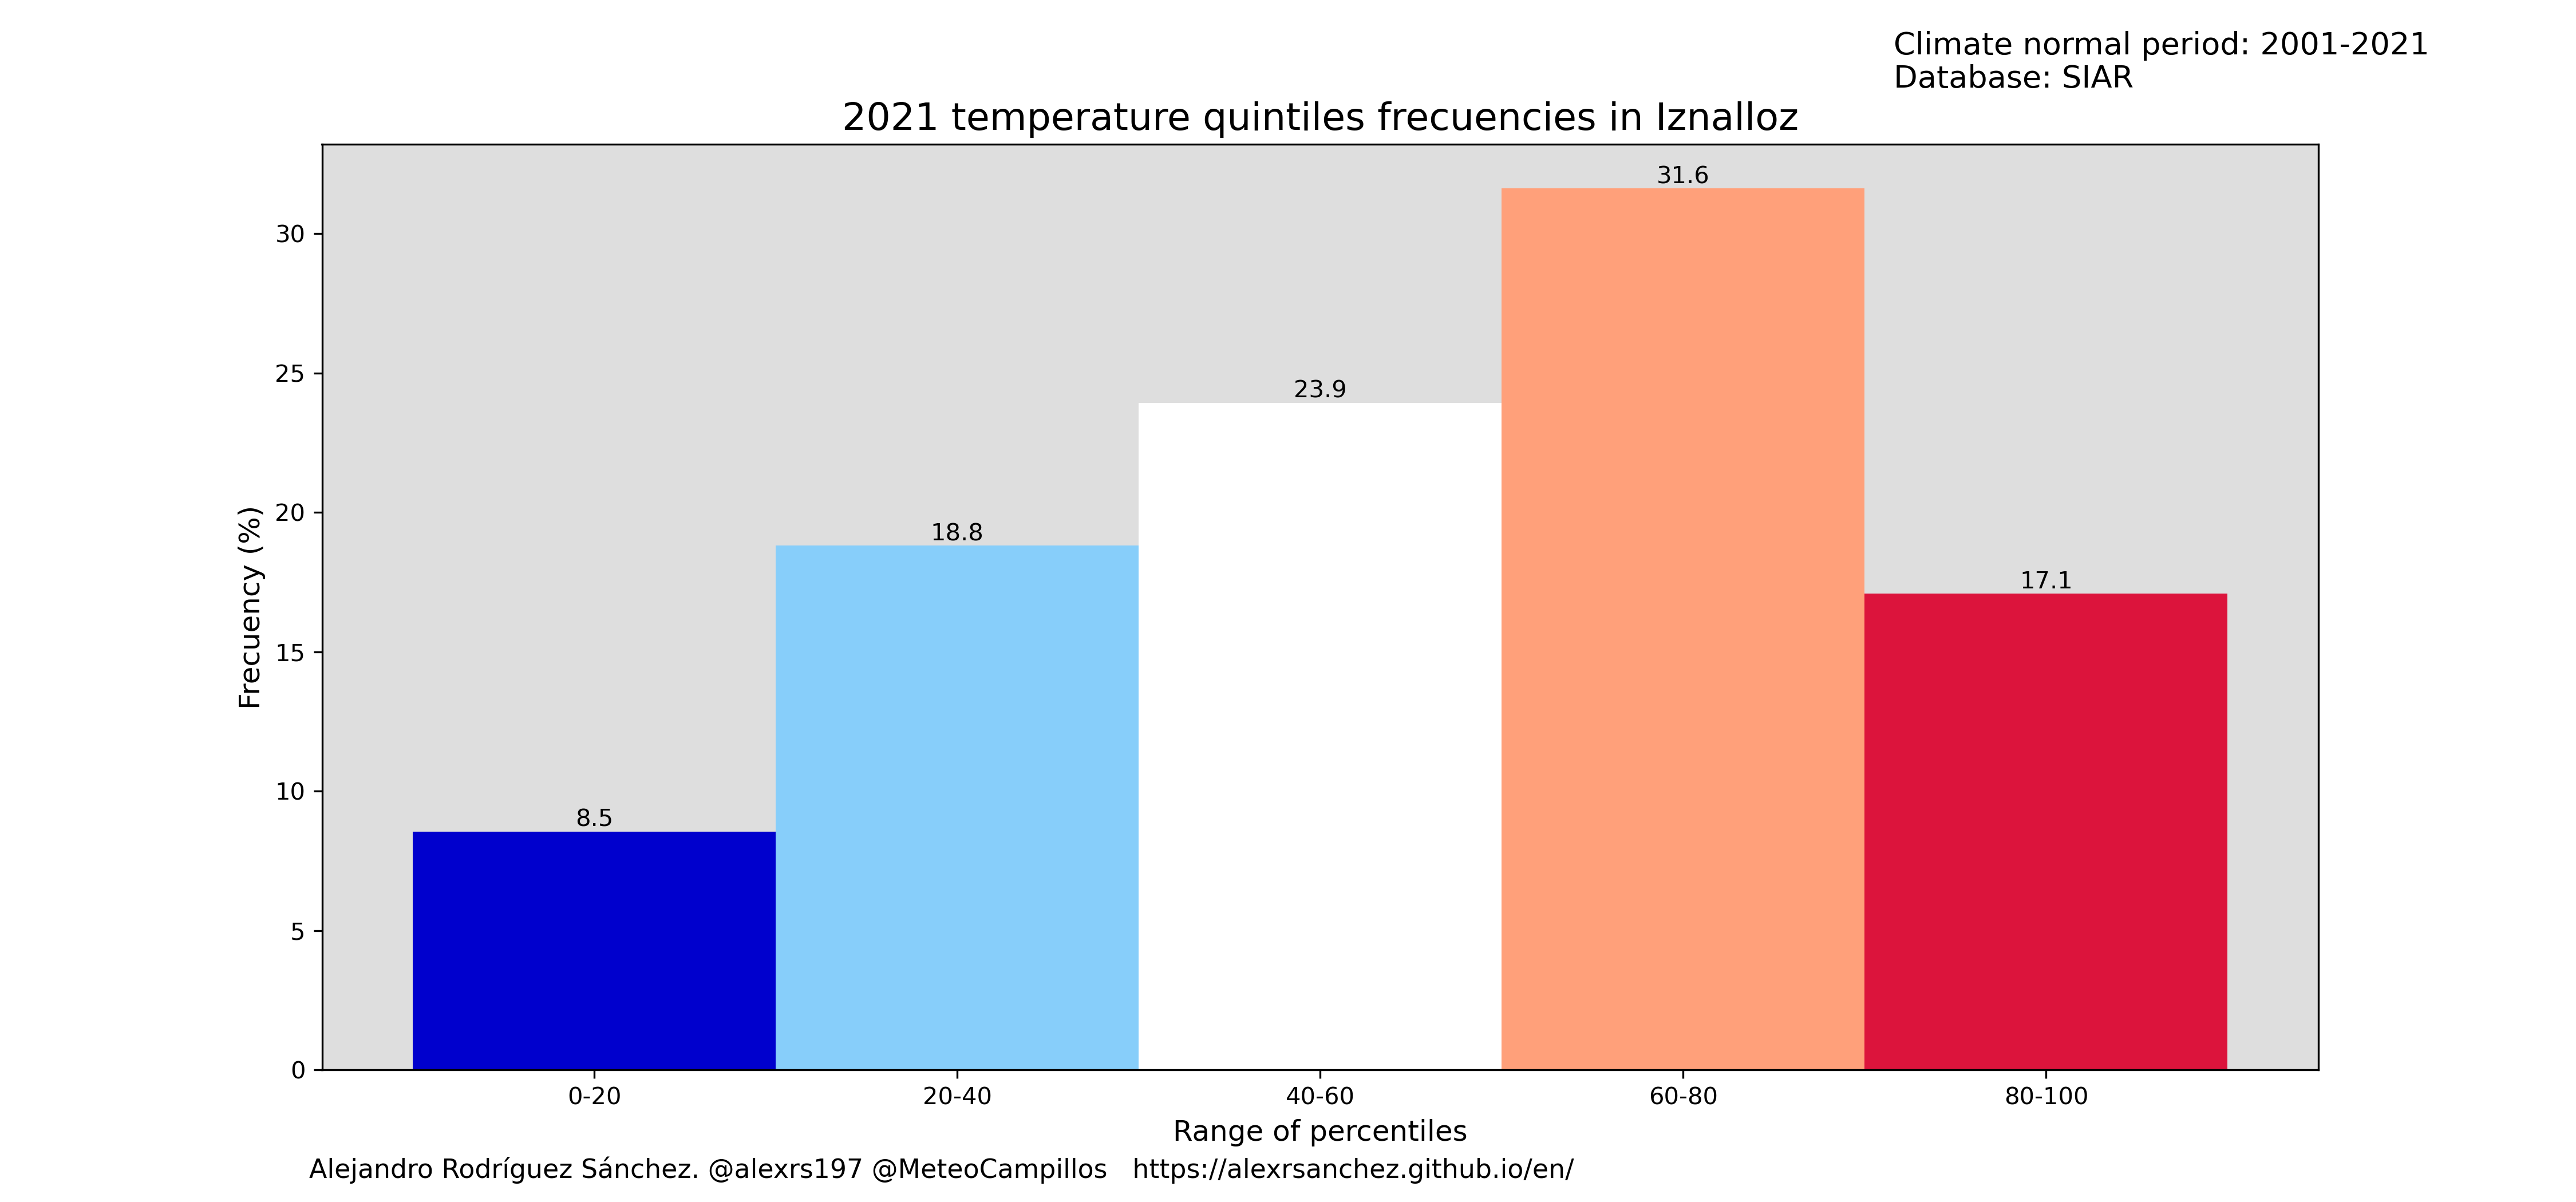 Climate normal period: 2001-2021
Database: SIAR
2021 temperature quintiles frecuencies in Iznalloz
31.6
30
25
23.9
20
18.8
17.1
15
10
8.5
5
0
Frecuency (%)
0-20 20-40 40-60 60-80 80-100
Range of percentiles
Alejandro Rodríguez Sánchez. @alexrs197 @MeteoCampillos https://alexrsanchez.github.io/en/